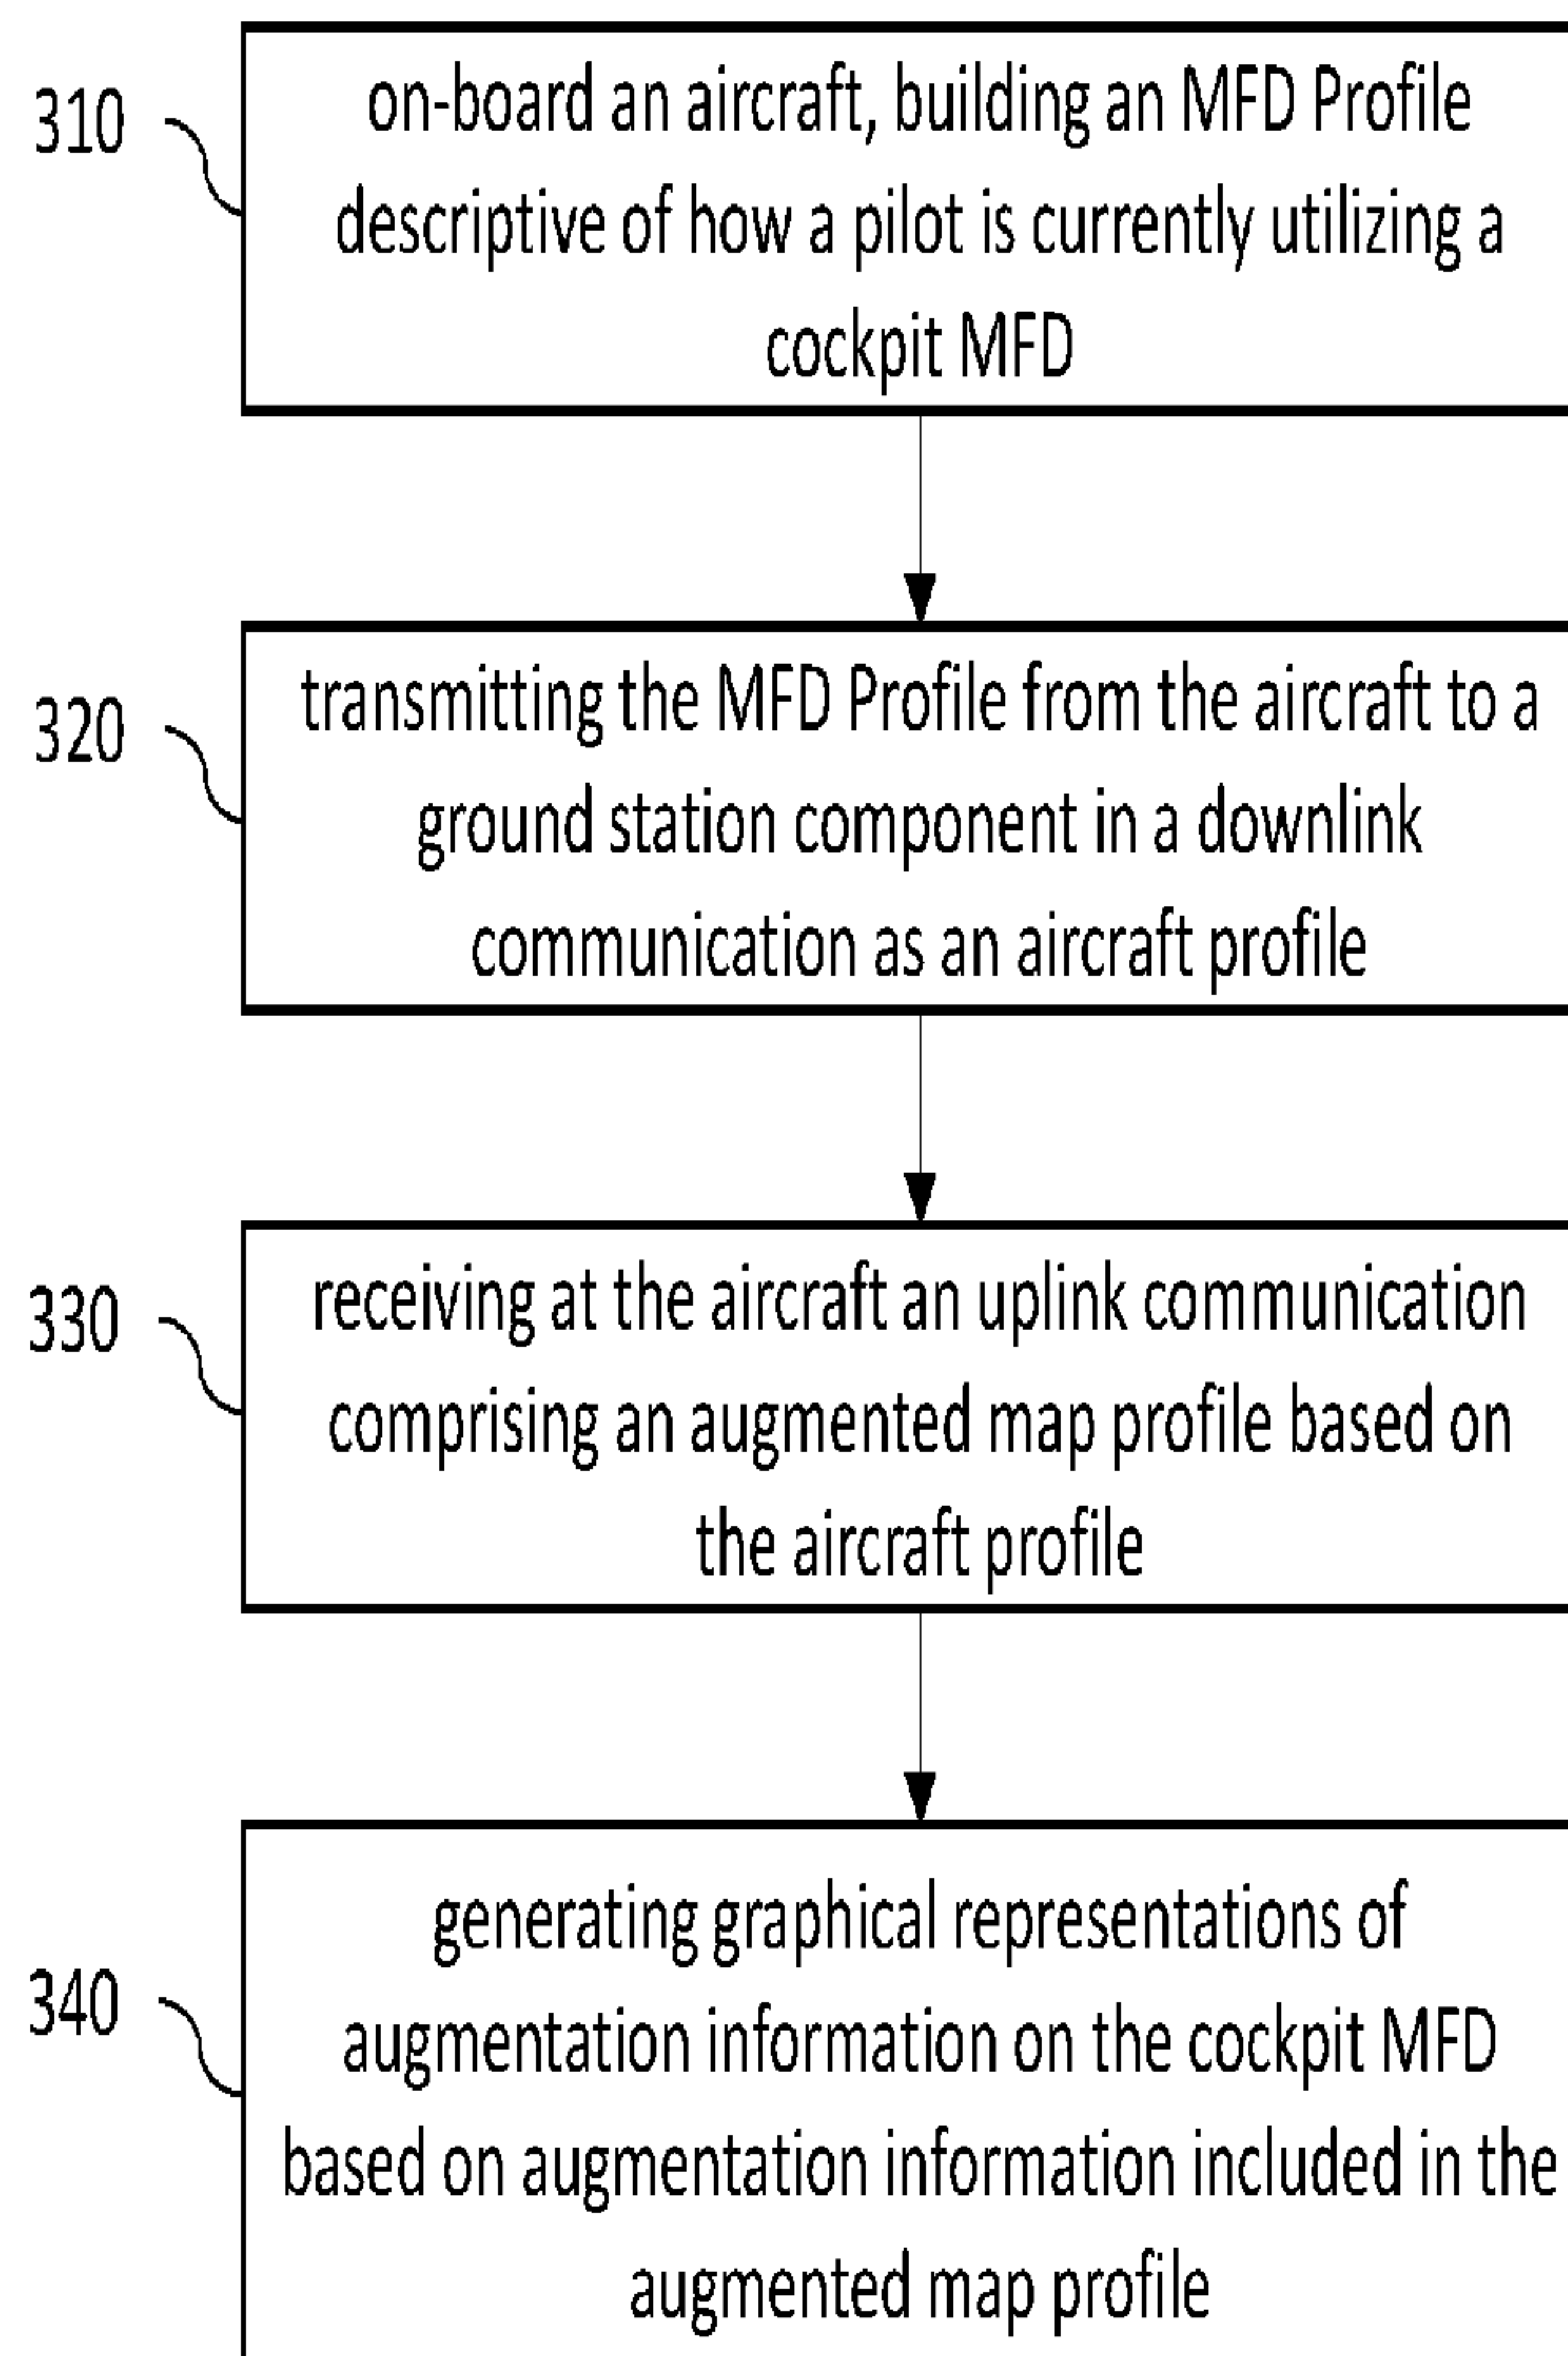 310
on-board an aircraft, building an MFD Profile
descriptive of how a pilot is currently utilizing a
cockpit MFD
320
transmitting the MFD Profile from the aircraft to a
ground station component in a downlink
communication as an aircraft profile
330
receiving at the aircraft an uplink communication
comprising an augmented map profile based on
the aircraft profile
340
generating graphical representations of
augmentation information on the cockpit MFD
based on augmentation information included in the
augmented map profile